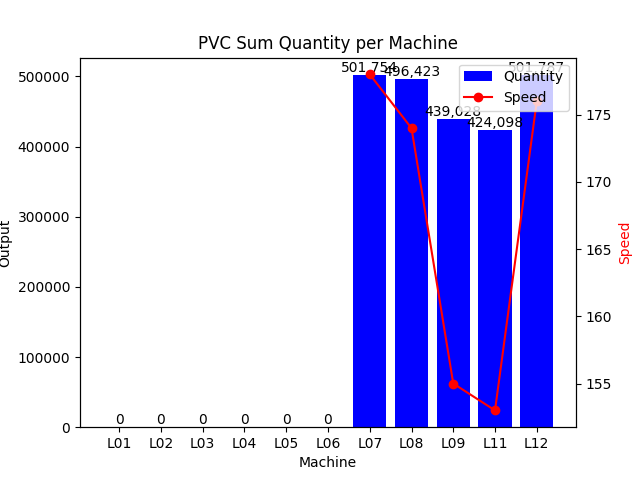 PVC Sum Quantity per Machine
501,754
496,423
439,028
424,098
501,787
Quantity
Speed
0 0 0 0 0 0
500000
400000
300000
200000
100000
0
Output
175
170
165
160
155
Speed
L01 L02 L03 L04 L05 L06 L07 L08 L09 L11 L12
Machine